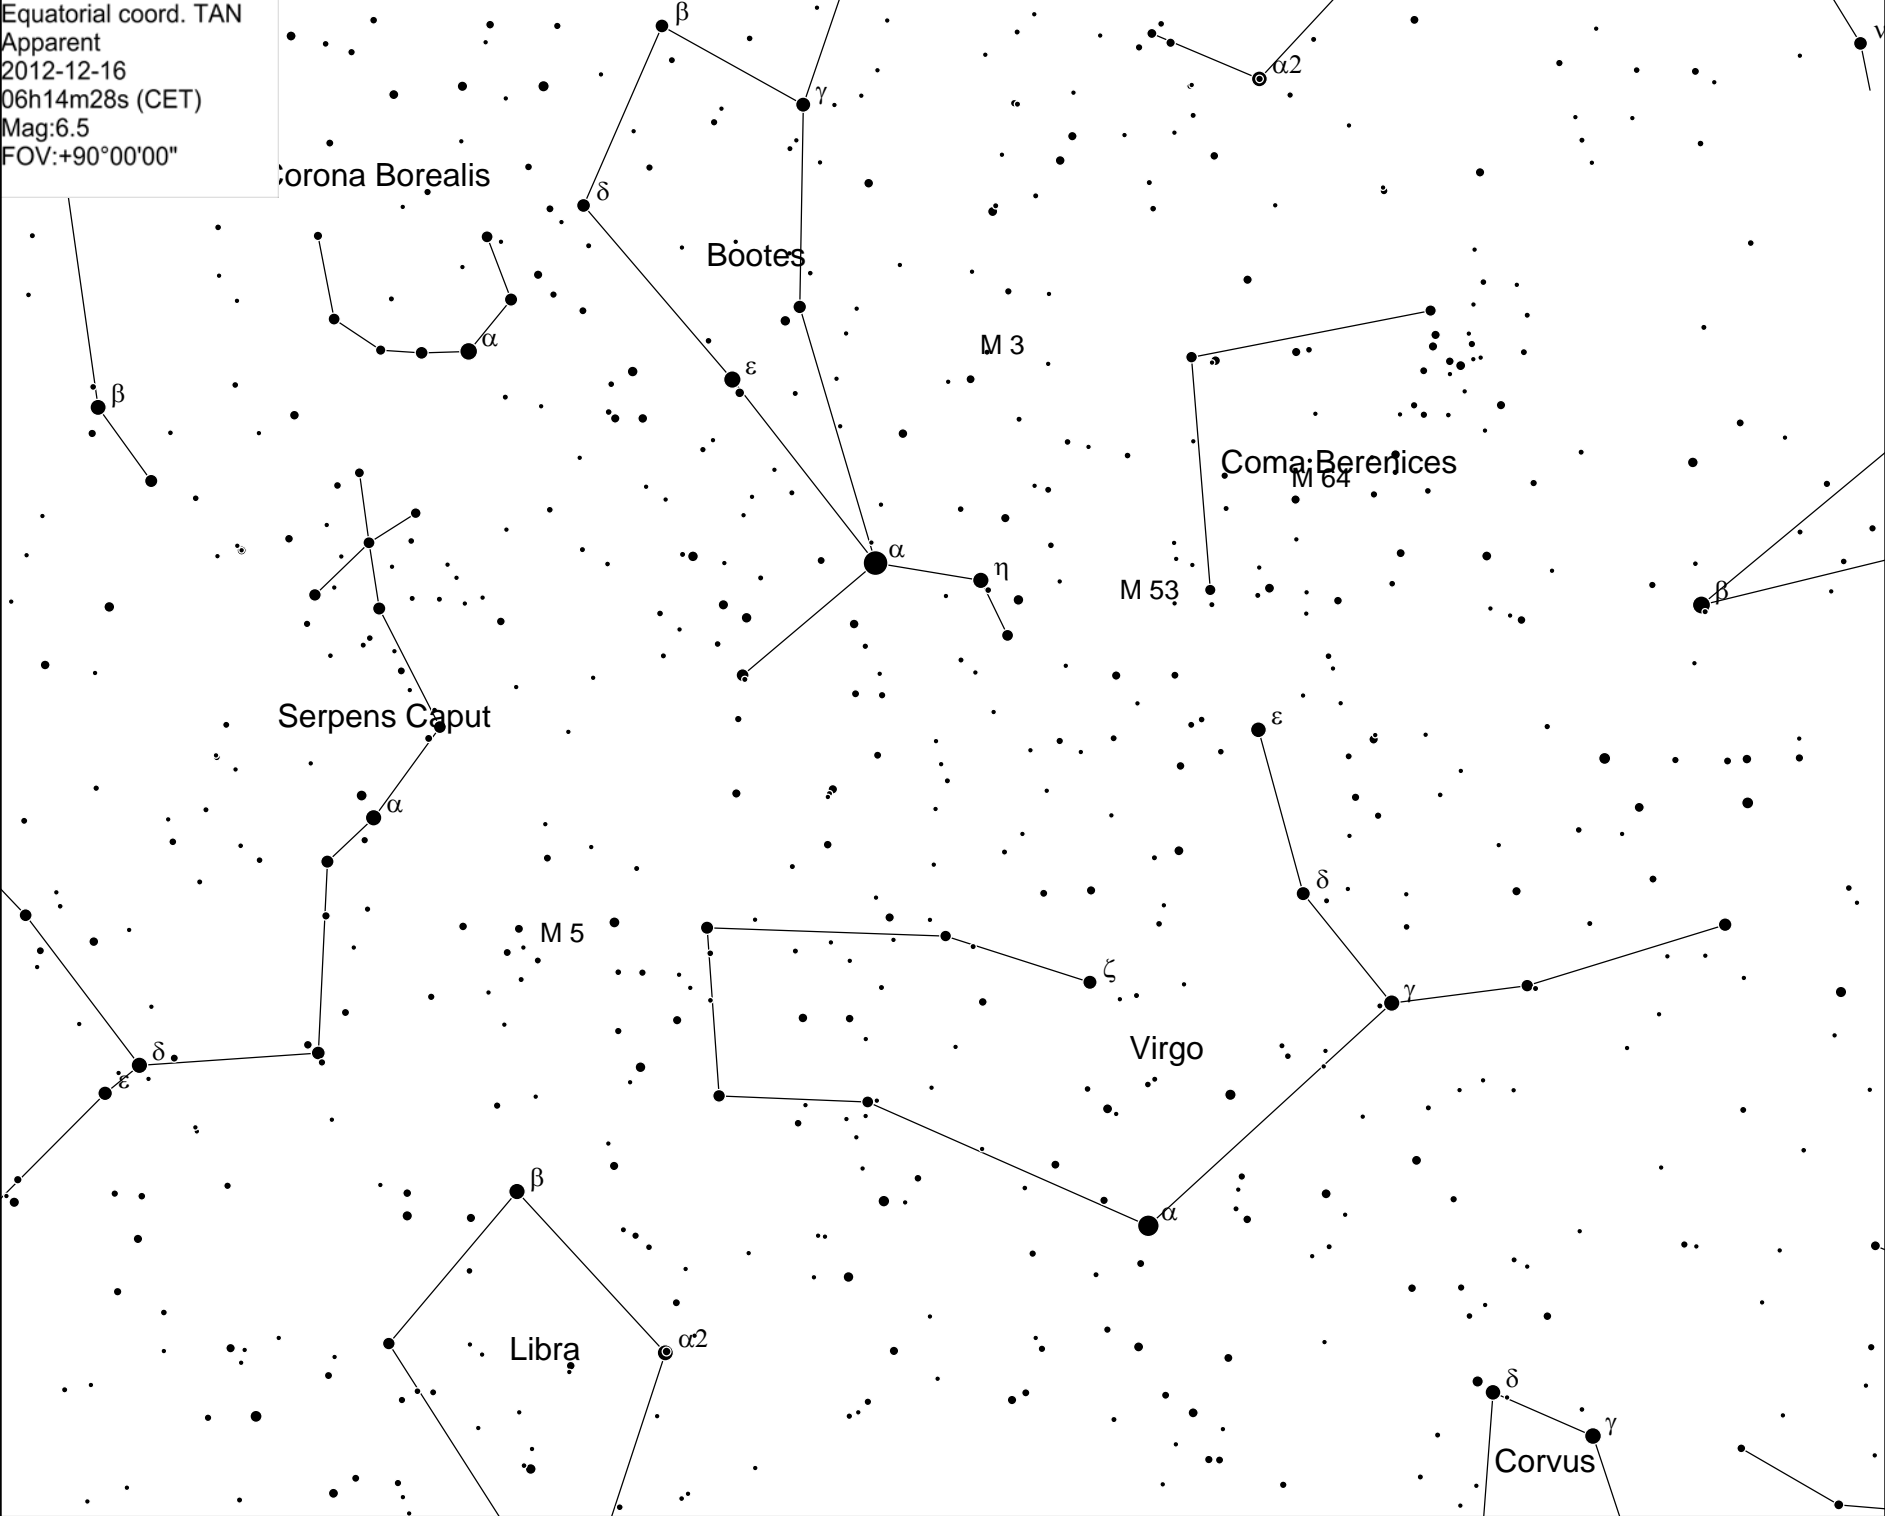 Equatorial coord. TAN
Apparent
2012-12-16
06h14m28s (CET)
Mag:6.5
FOV:+90°00'00"
β
α2
ν
γ
Corona Borealis
δ
Bootes
α
M 3
ε
β
Coma Berenices
M 64
α
η
M 53
β
Serpens Caput
ε
α
δ
M 5
ζ
γ
Virgo
δ
ε
β
α
Libra
α2
δ
γ
Corvus